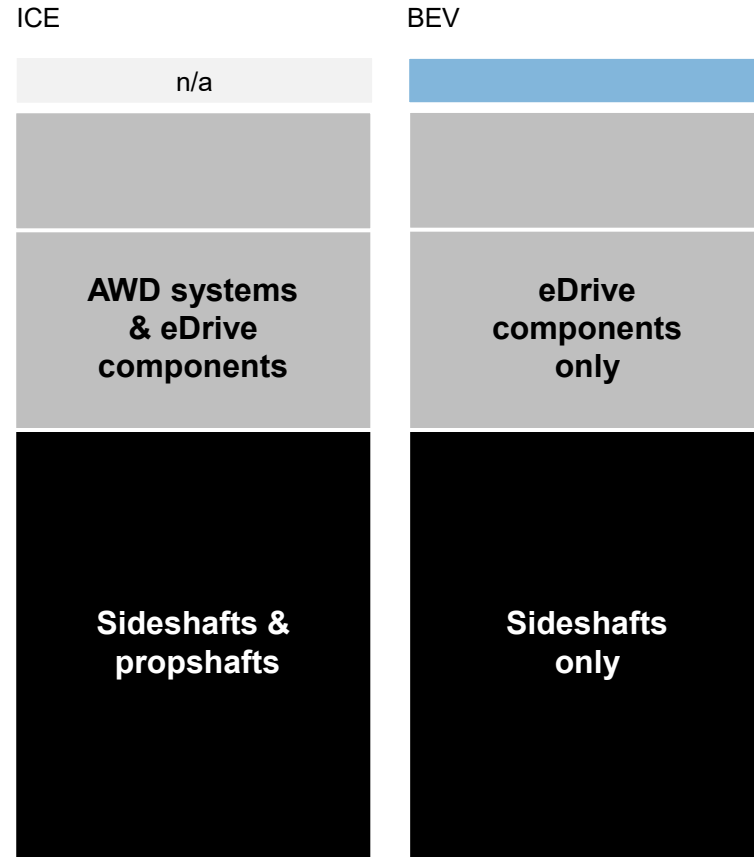 ICE
BEV
n/a
AWD systems
& eDrive
components
eDrive
components
only
Sideshafts &
propshafts
Sideshafts
only